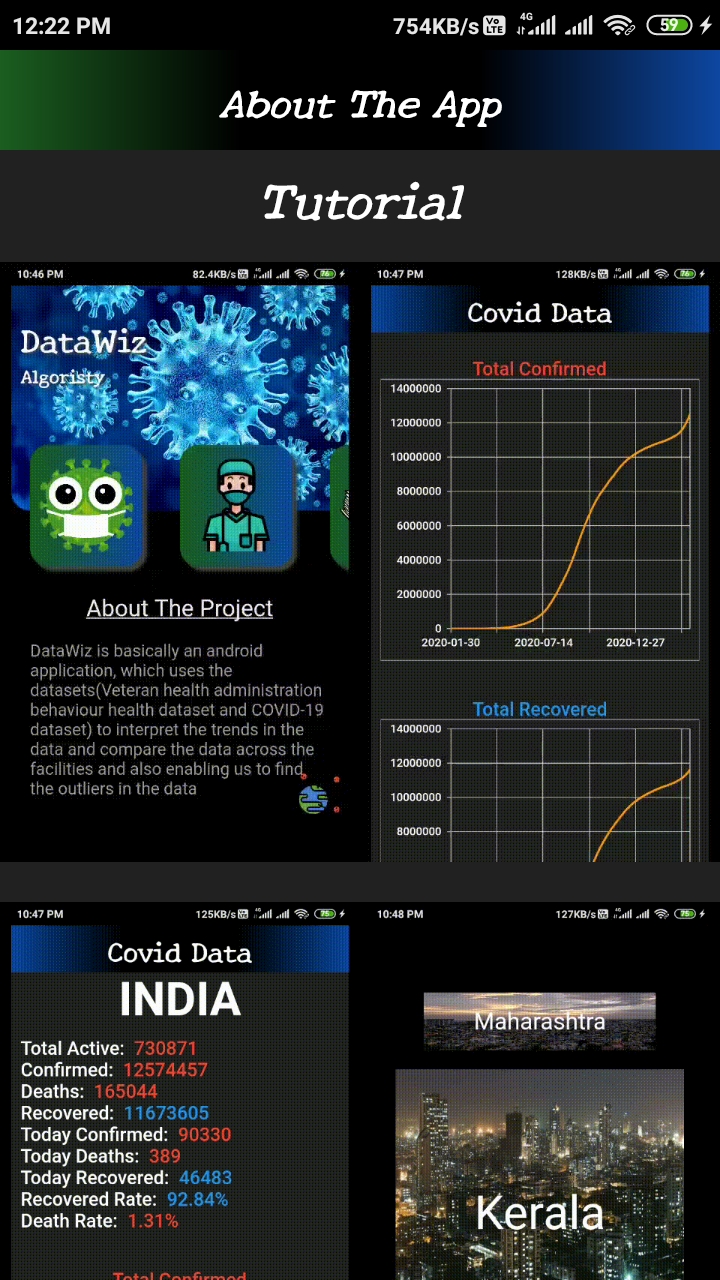 12:22 PM 754KB/s Vo LTE 4G 59
About The App
Tutorial
10:46 PM 82.4KB/s 4G 76
DataWiz
Algoristy
About The Project
DataWiz is basically an android
application, which uses the
datasets(Veteran health administration
behaviour health dataset and COVID-19
dataset) to interpret the trends in the
data and compare the data across the
facilities and also enabling us to find
the outliers in the data
10:47 PM 128KB/s 4G 76
Covid Data
Total Confirmed
14000000
12000000
10000000
8000000
6000000
4000000
2000000
0
2020-01-30 2020-07-14 2020-12-27
Total Recovered
14000000
12000000
10000000
8000000
10:47 PM 125KB/s 4G 75
Covid Data
INDIA
Total Active: 730871
Confirmed: 12574457
Deaths: 165044
Recovered: 11673605
Today Confirmed: 90330
Today Deaths: 389
Today Recovered: 46483
Recovered Rate: 92.84%
Death Rate: 1.31%
Total Confirmed
10:48 PM 127KB/s 4G 75
Maharashtra
Kerala